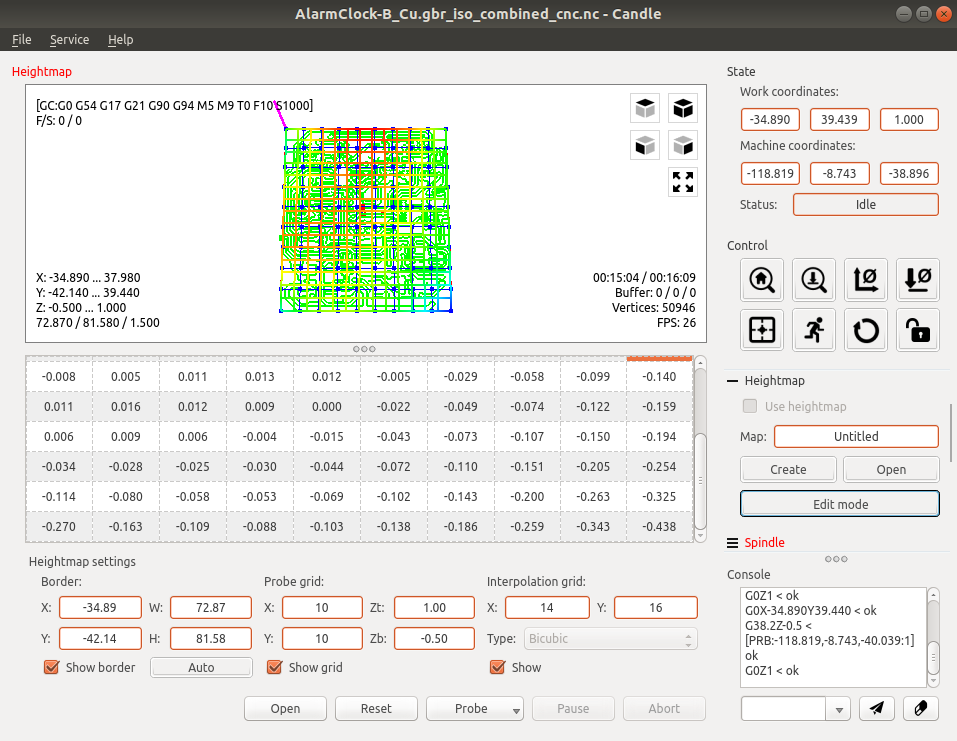 AlarmClock-B_Cu.gbr_iso_combined_cnc.nc - Candle
File Service Help
Heightmap
[GC:G0 G54 G17 G21 G90 G94 M5 M9 T0 F10 S1000]
F/S: 0 / 0
X: -34.890 ... 37.980
Y: -42.140 ... 39.440
Z: -0.500 ... 1.000
72.870 / 81.580 / 1.500
00:15:04 / 00:16:09
Buffer: 0 / 0 / 0
Vertices: 50946
FPS: 26
-0.008 0.005 0.011 0.013 0.012 -0.005 -0.029 -0.058 -0.099 -0.140
0.011 0.016 0.012 0.009 0.000 -0.022 -0.049 -0.074 -0.122 -0.159
0.006 0.009 0.006 -0.004 -0.015 -0.043 -0.073 -0.107 -0.150 -0.194
-0.034 -0.028 -0.025 -0.030 -0.044 -0.072 -0.110 -0.151 -0.205 -0.254
-0.114 -0.080 -0.058 -0.053 -0.069 -0.102 -0.143 -0.200 -0.263 -0.325
-0.270 -0.163 -0.109 -0.088 -0.103 -0.138 -0.186 -0.259 -0.343 -0.438
Heightmap settings
Border: Probe grid: Interpolation grid:
X: -34.89 W: 72.87 X: 10 Zt: 1.00 X: 14 Y: 16
Y: -42.14 H: 81.58 Y: 10 Zb: -0.50 Type: Bicubic
Show border Auto Show grid Show
Open Reset Probe Pause Abort
State
Work coordinates:
-34.890 39.439 1.000
Machine coordinates:
-118.819 -8.743 -38.896
Status: Idle
Control
Heightmap
Use heightmap
Map: Untitled
Create Open
Edit mode
Spindle
Console
G0Z1 < ok
G0X-34.890Y39.440 < ok
G38.2Z-0.5 <
[PRB:-118.819,-8.743,-40.039:1]
ok
G0Z1 < ok